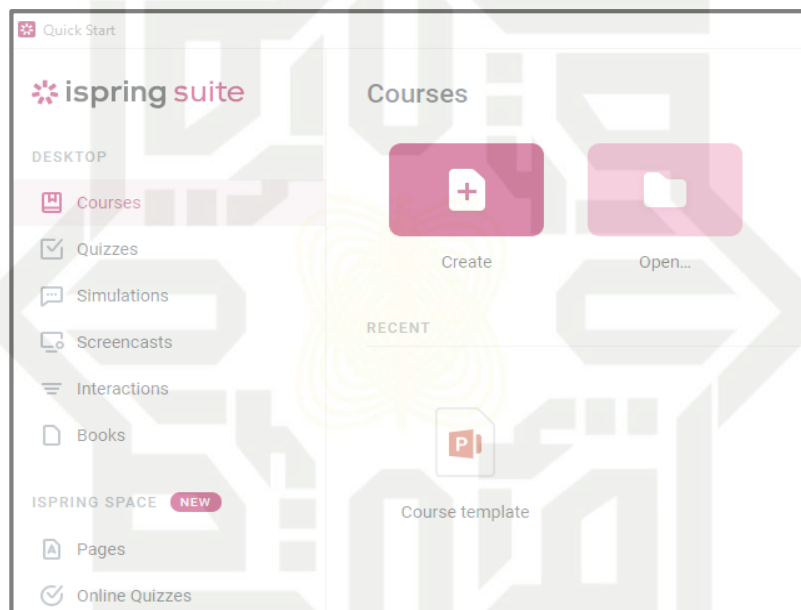 Quick Start
ispring suite
DESKTOP
Courses
Quizzes
Simulations
Screencasts
Interactions
Books
ISPRING SPACE NEW
Pages
Online Quizzes
Courses
Create
Open...
RECENT
P
Course template